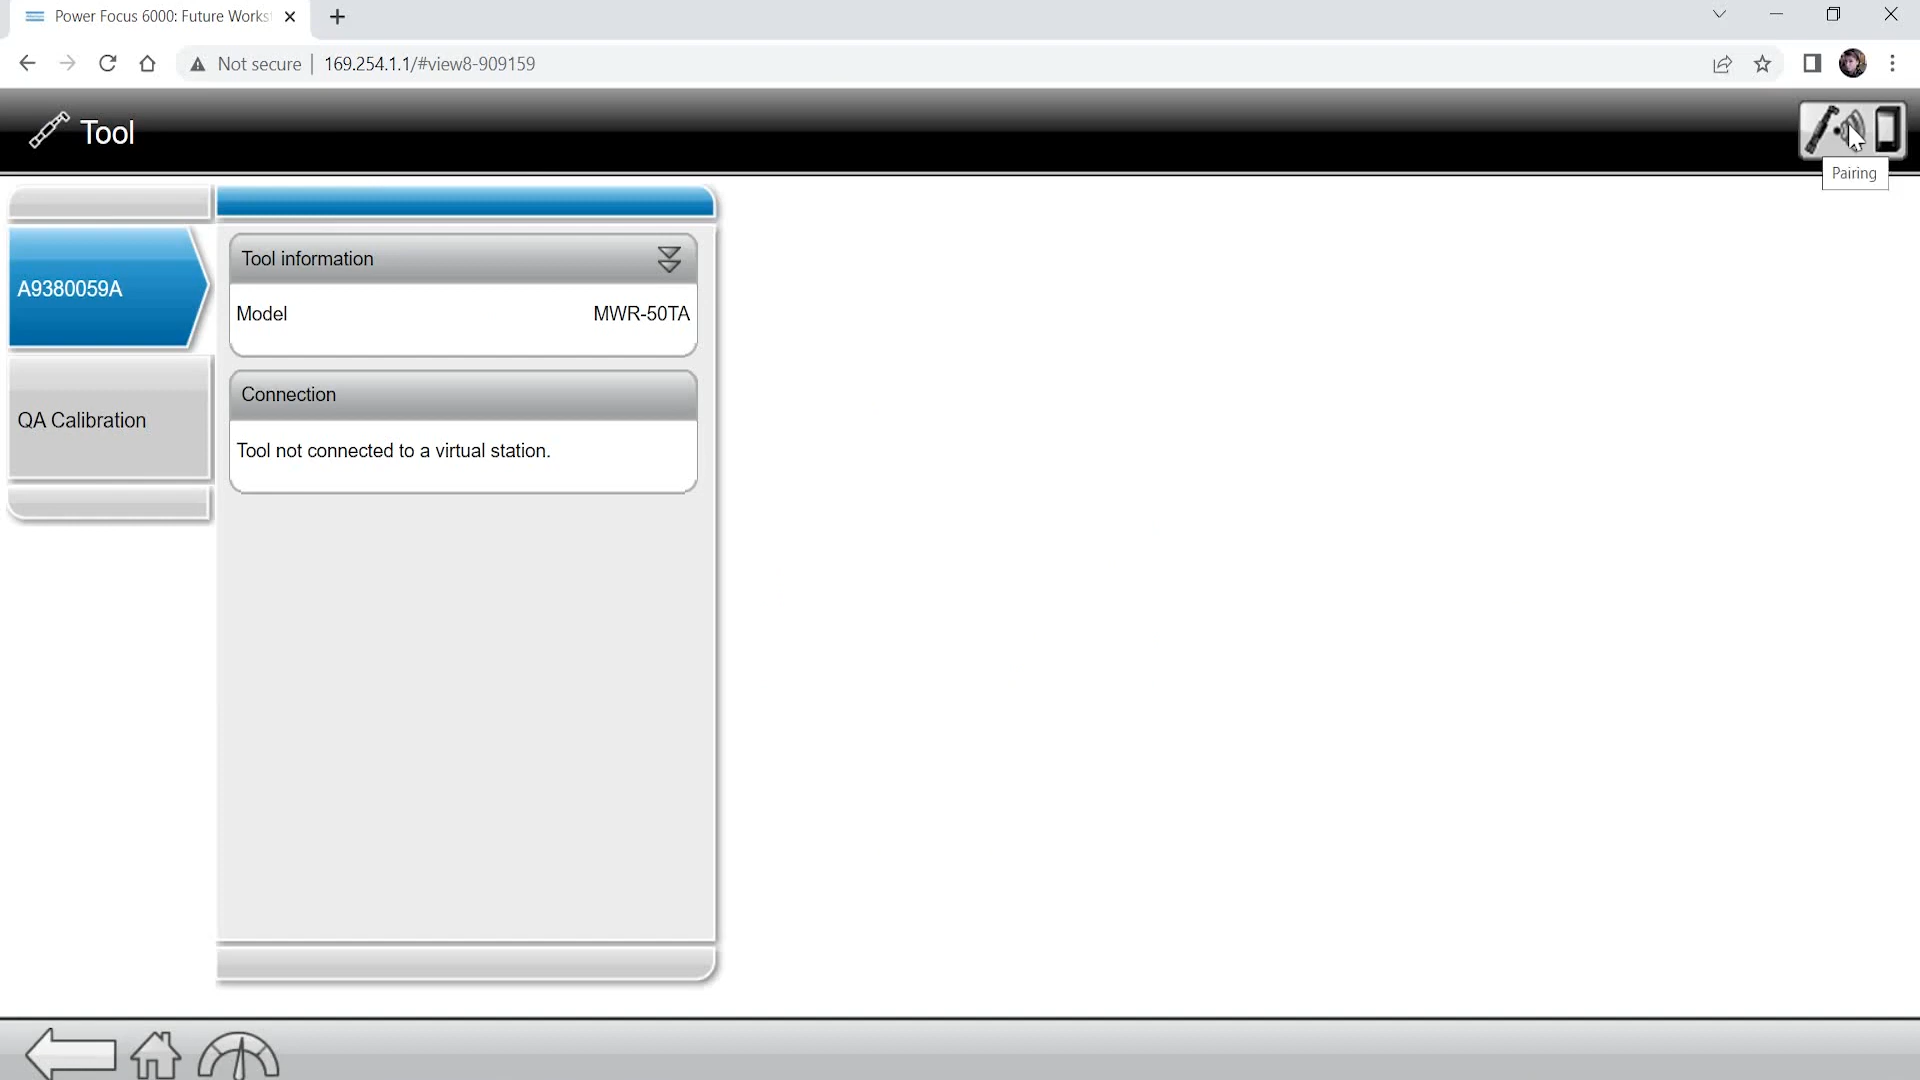 Power Focus 6000: Future Works
Not secure
169.254.1.1/#view8-909159
Tool
Pairing
Tool information
A9380059A
Model MWR-50TA
Connection
QA Calibration
Tool not connected to a virtual station.